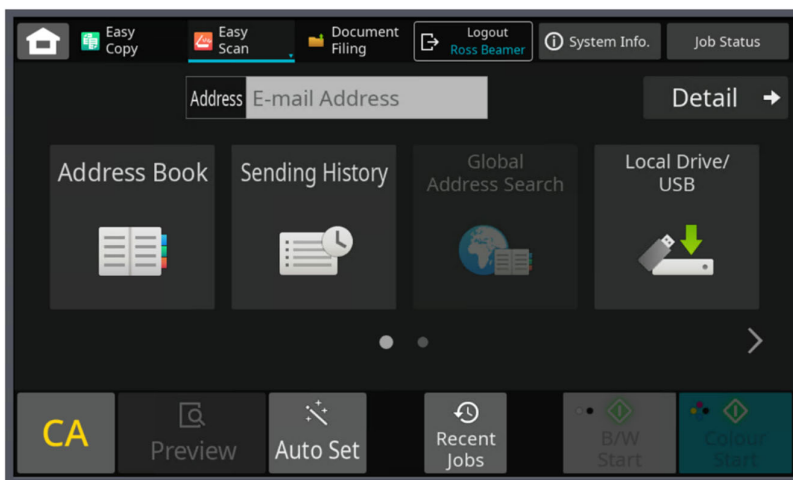 Easy
Copy
Easy
Scan
Document
Filing
Logout
Ross Beamer
System Info.
Job Status
Address
E-mail Address
Detail
Address Book
Sending History
Global
Address Search
Local Drive/
USB
CA
Preview
Auto Set
Recent
Jobs
B/W
Start
Colour
Start